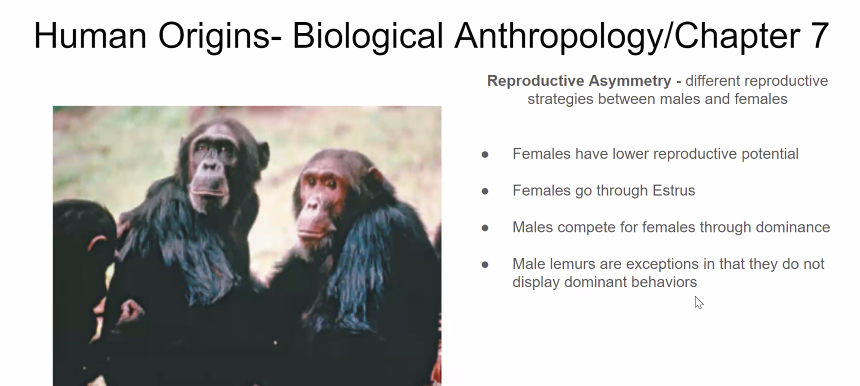 Human Origins- Biological Anthropology/Chapter 7
Reproductive Asymmetry - different reproductive
strategies between males and females
● Females have lower reproductive potential
● Females go through Estrus
● Males compete for females through dominance
● Male lemurs are exceptions in that they do not
display dominant behaviors